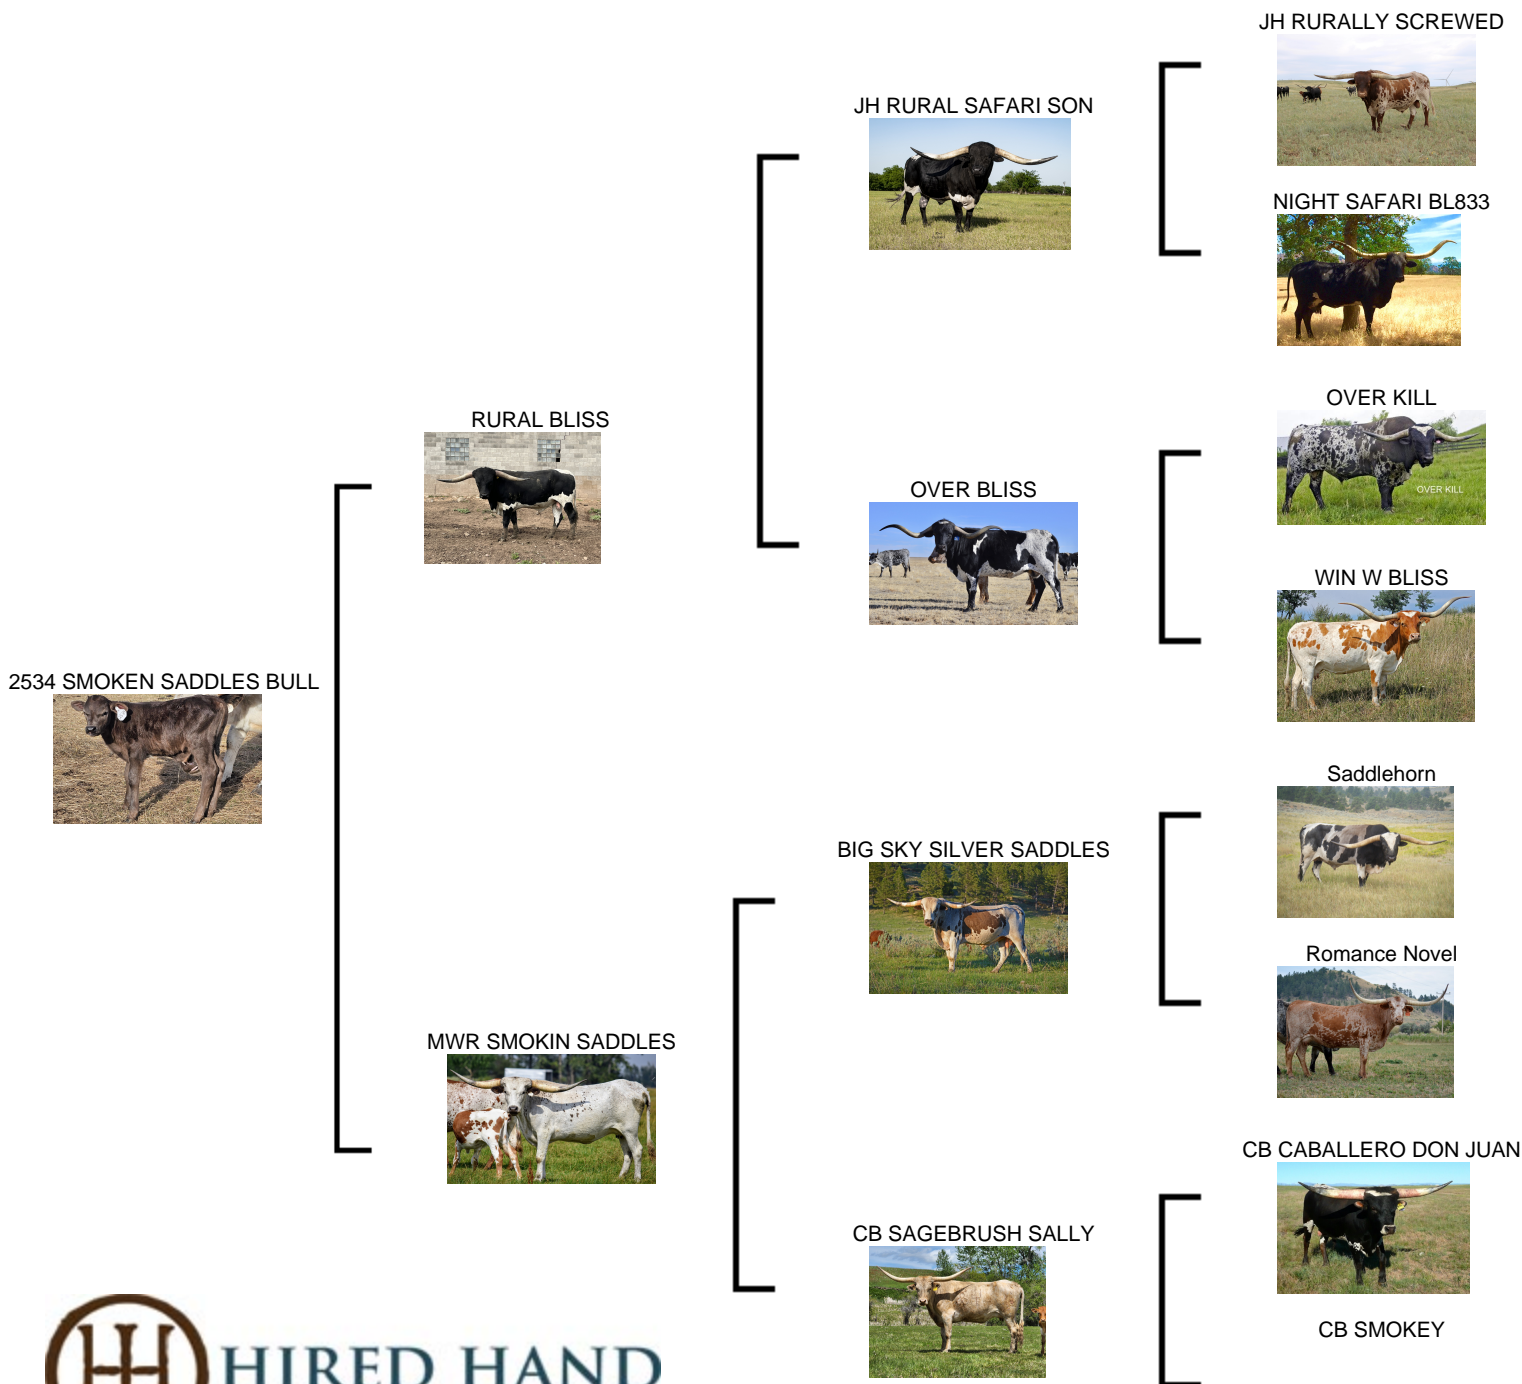 JH RURALLY SCREWED
JH RURAL SAFARI SON
NIGHT SAFARI BL833
RURAL BLISS
OVER KILL
OVER KILL
OVER BLISS
WIN W BLISS
2534 SMOKEN SADDLES BULL
Saddlehorn
BIG SKY SILVER SADDLES
Romance Novel
MWR SMOKIN SADDLES
CB CABALLERO DON JUAN
CB SAGEBRUSH SALLY
CB SMOKEY
HIRED HAND